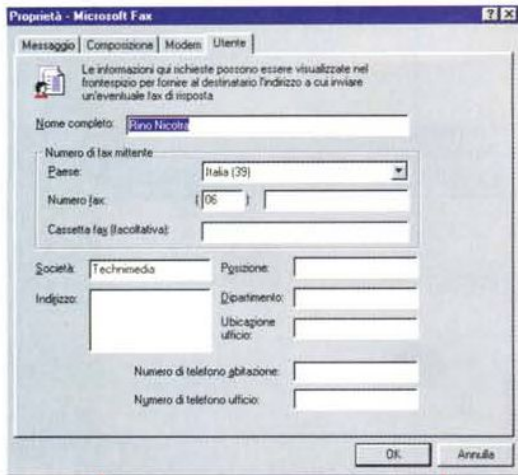 Proprietà - Microsoft Fax
Messaggio Composizione Modem Utente
Le informazioni qui richieste possono essere visualizzate nel
frontespizio per fornire al destinatario l'indirizzo a cui inviare
un'eventuale fax di risposta
Nome completo: Rino Nicotra
Numero di fax mittente
Paese: Italia (39)
Numero fax: ( 06 )
Cassetta fax (facoltativa):
Società: Technimedia
Posizione:
Indirizzo:
Dipartimento:
Ubicazione
ufficio:
Numero di telefono abitazione:
Numero di telefono ufficio:
OK Annulla